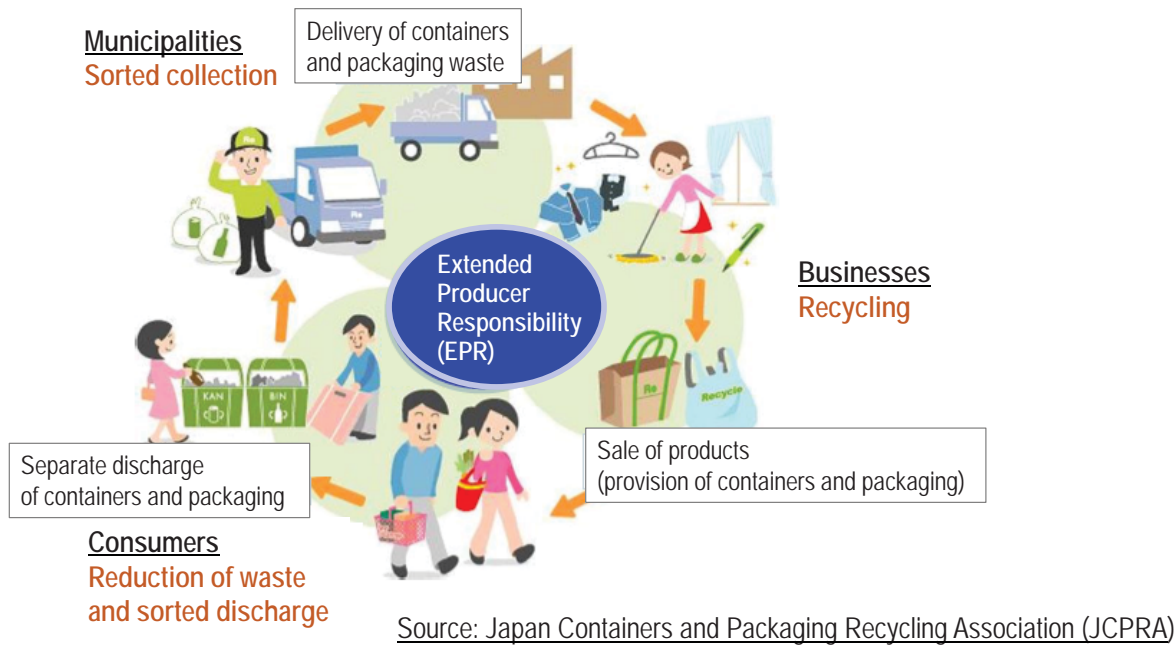 Municipalities
Sorted collection
Delivery of containers
and packaging waste
Re
Re
Extended
Producer
Responsibility
(EPR)
Businesses
Recycling
KAN
BIN
Re
Recycle
Separate discharge
of containers and packaging
Sale of products
(provision of containers and packaging)
Consumers
Reduction of waste
and sorted discharge
Source: Japan Containers and Packaging Recycling Association (JCPRA)